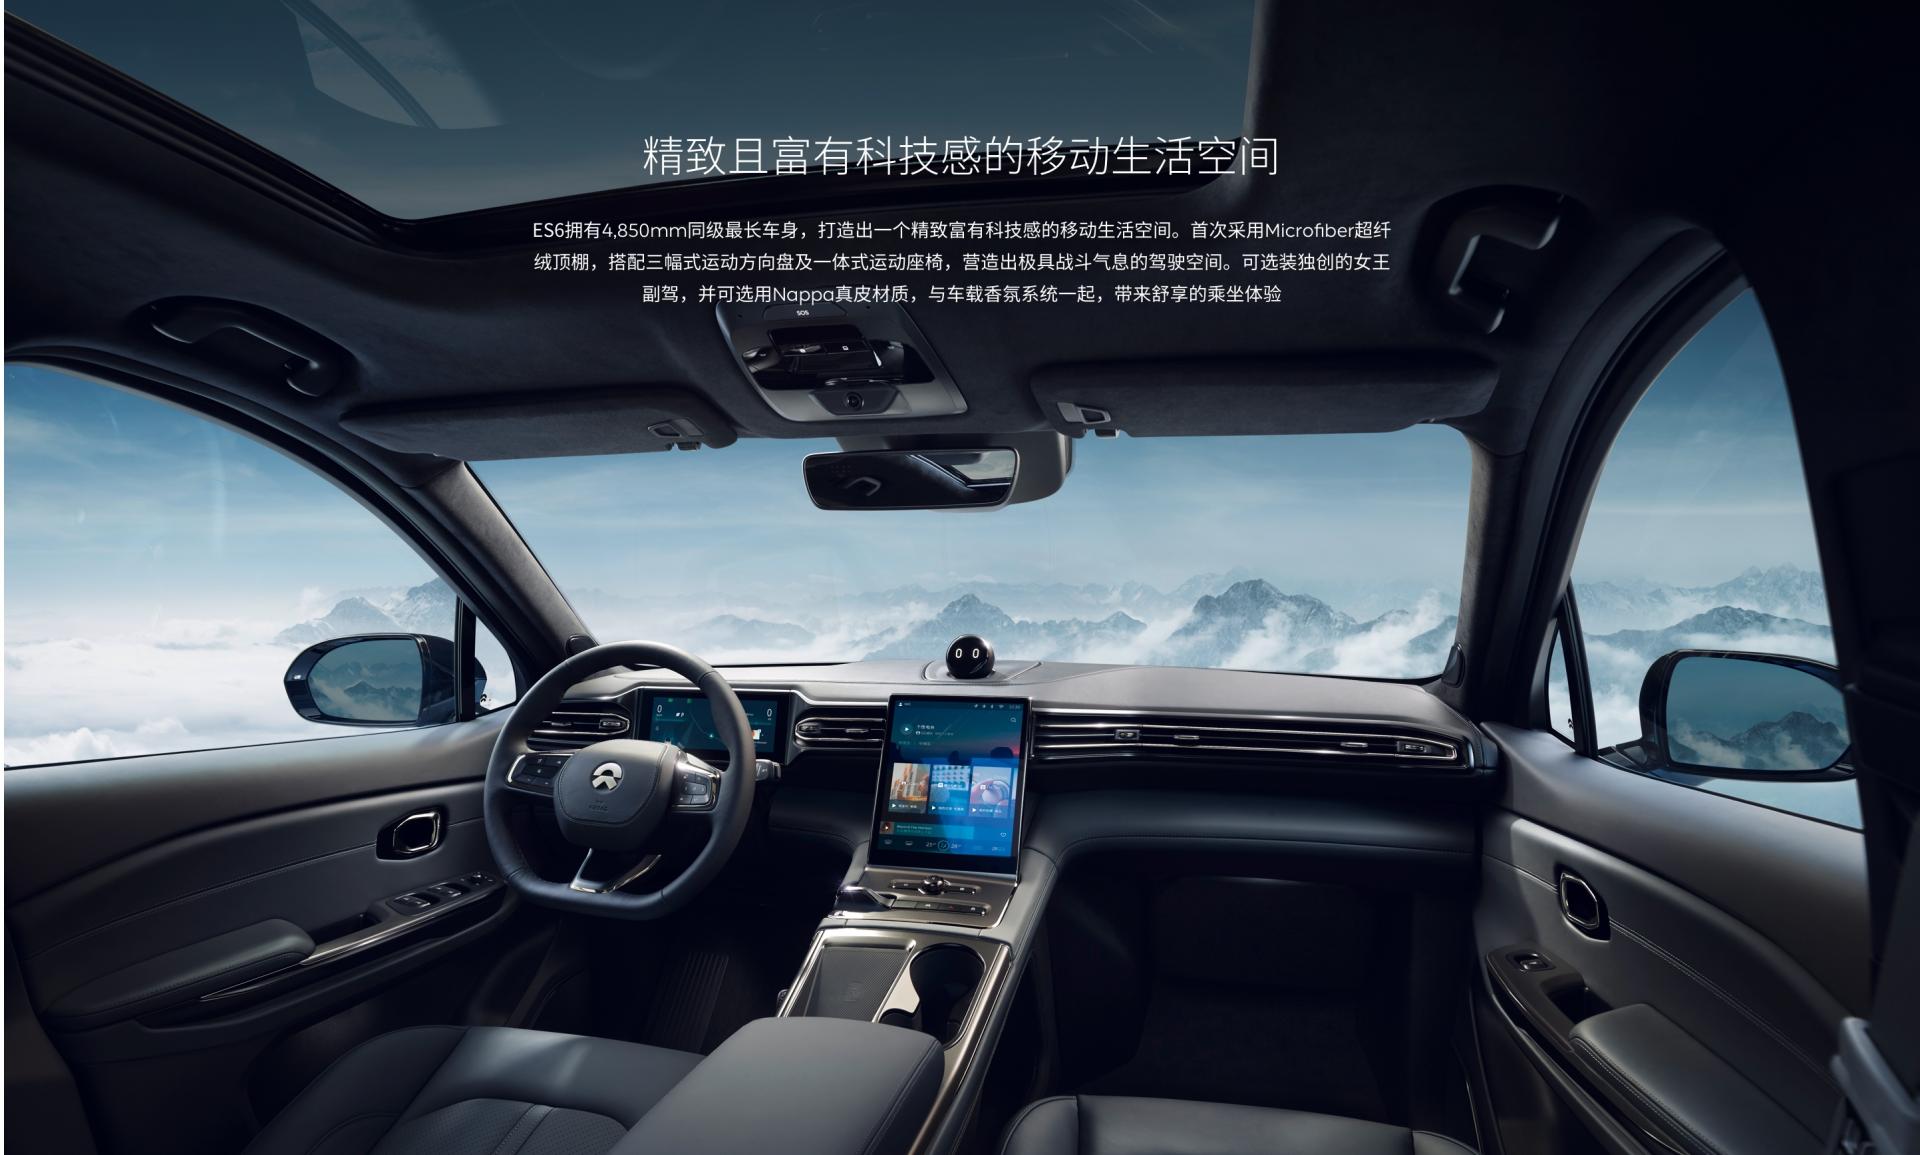 精致且富有科技感的移动生活空间
ES6拥有4,850mm同级最长车身，打造出一个精致富有科技感的移动生活空间。首次采用Microfiber超纤
绒顶棚，搭配三幅式运动方向盘及一体式运动座椅，营造出极具战斗气息的驾驶空间。可选装独创的女王
副驾，并可选用Nappa真皮材质，与车载香氛系统一起，带来舒享的乘坐体验
SOS
0 0
0 0